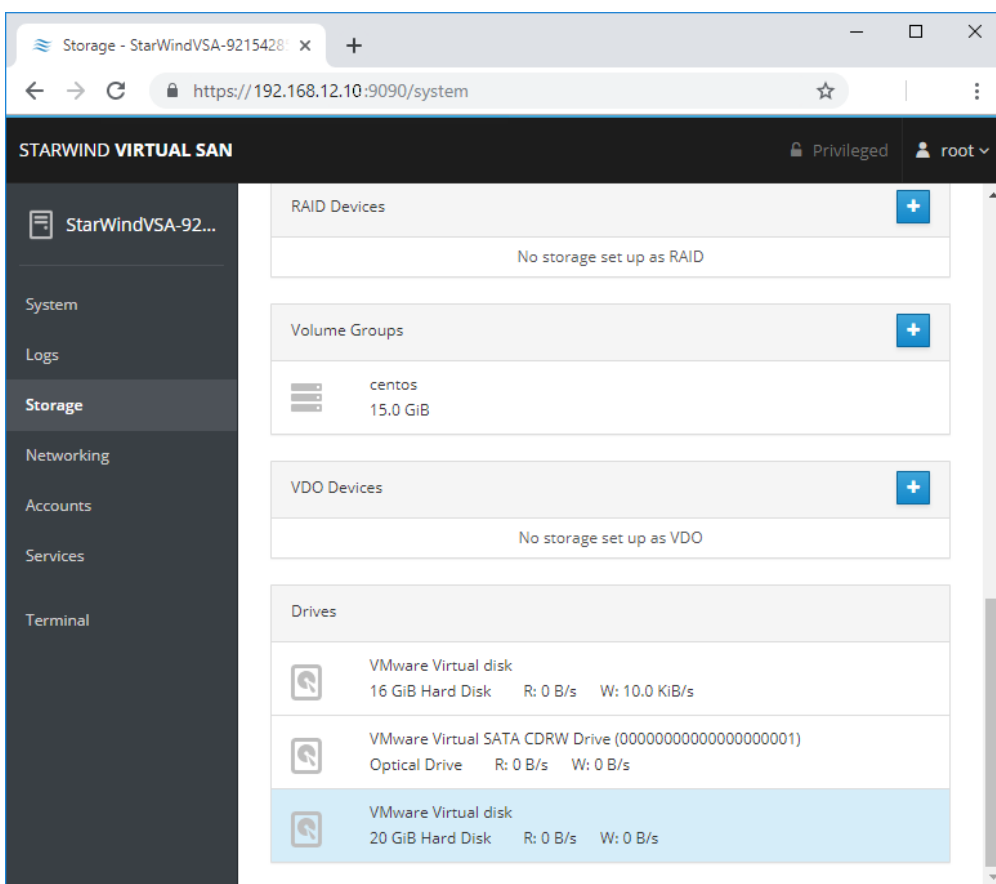 Storage - StarWindVSA-9215428
https://192.168.12.10:9090/system
STARWIND VIRTUAL SAN
Privileged
root
StarWindVSA-92...
System
Logs
Storage
Networking
Accounts
Services
Terminal
RAID Devices
No storage set up as RAID
Volume Groups
centos
15.0 GiB
VDO Devices
No storage set up as VDO
Drives
VMware Virtual disk
16 GiB Hard Disk R: 0 B/s W: 10.0 KiB/s
VMware Virtual SATA CDRW Drive (00000000000000000001)
Optical Drive R: 0 B/s W: 0 B/s
VMware Virtual disk
20 GiB Hard Disk R: 0 B/s W: 0 B/s